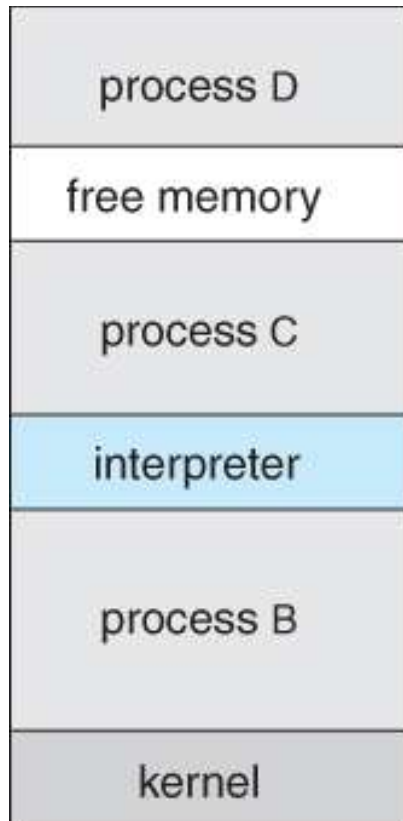 process D
free memory
process C
interpreter
process B
kernel